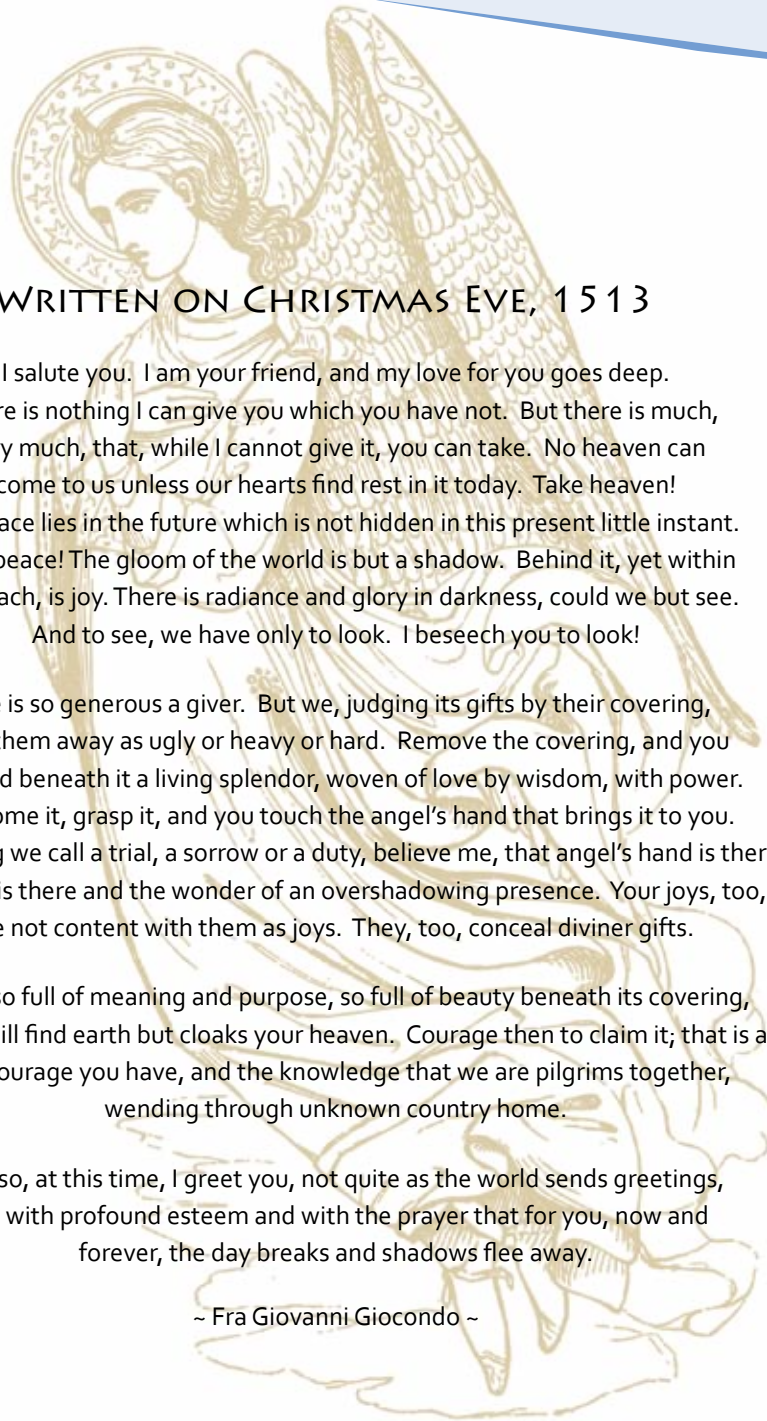 WRITTEN ON CHRISTMAS EVE, 1513
I salute you. I am your friend, and my love for you goes deep.
is nothing I can give you which you have not. But there is much,
much, that, while I cannot give it, you can take. No heaven can
come to us unless our hearts find rest in it today. Take heaven!
lies in the future which is not hidden in this present little instant.
peace! The gloom of the world is but a shadow. Behind it, yet within
is joy. There is radiance and glory in darkness, could we but see.
And to see, we have only to look. I beseech you to look!
is so generous a giver. But we, judging its gifts by their covering,
them away as ugly or heavy or hard. Remove the covering, and you
beneath it a living splendor, woven of love by wisdom, with power.
it, grasp it, and you touch the angel's hand that brings it to you.
we call a trial, a sorrow or a duty, believe me, that angel's hand is
is there and the wonder of an overshadowing presence. Your joys, too,
not content with them as joys. They, too, conceal diviner gifts.
so full of meaning and purpose, so full of beauty beneath its covering,
find earth but cloaks your heaven. Courage then to claim it; that is
you have, and the knowledge that we are pilgrims together,
wending through unknown country home.
so, at this time, I greet you, not quite as the world sends greetings,
with profound esteem and with the prayer that for you, now and
forever, the day breaks and shadows flee away.
~ Fra Giovanni Giocondo ~